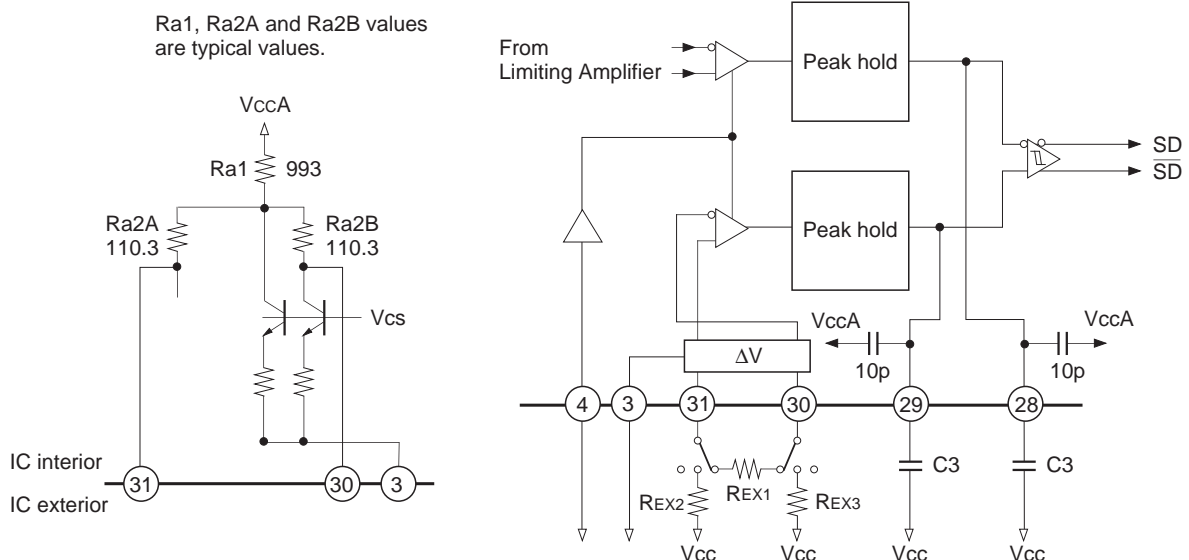 Ra1, Ra2A and Ra2B values
are typical values.
VCCA
Ra1 993
Ra2A
110.3
Ra2B
110.3
Vcs
IC interior
IC exterior
31
30
3
From
Limiting Amplifier
Peak hold
Peak hold
SD
SD
VCCA
10p
VCCA
10p
ΔV
4
3
31
30
29
28
REX1
REX2
REX3
C3
C3
Vcc
Vcc
Vcc
Vcc